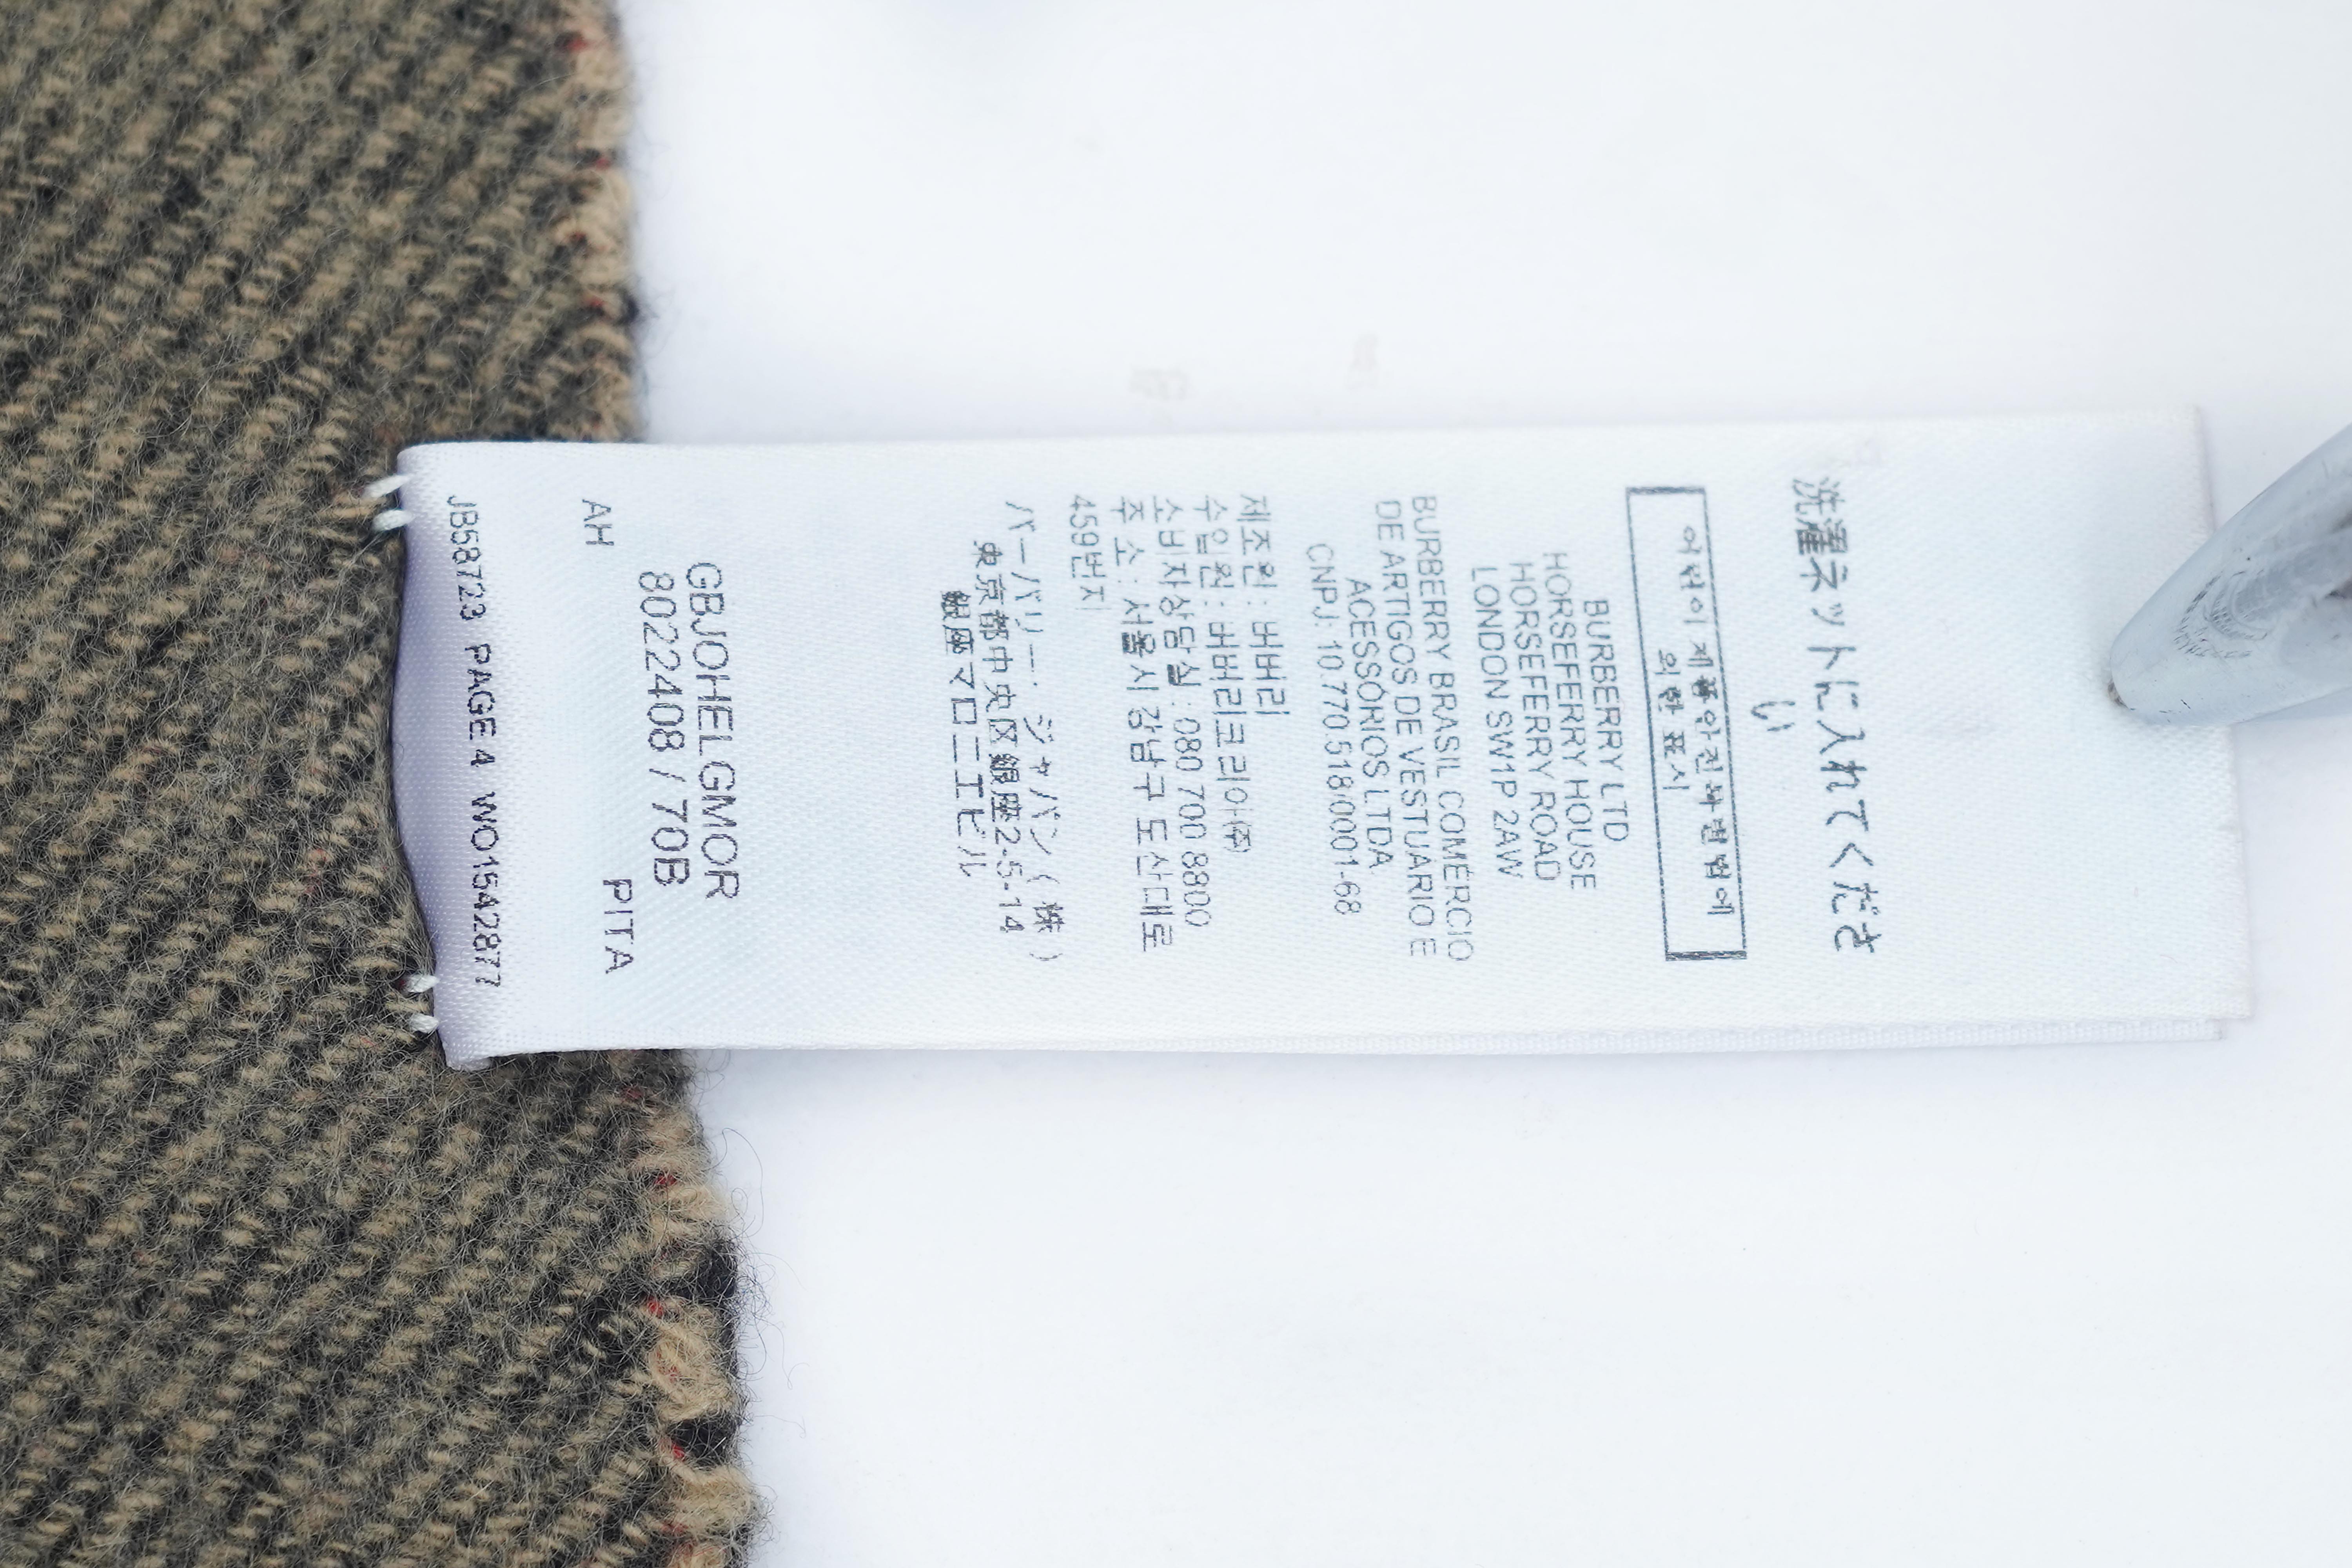 洗濯ネットに入れてくださ
い
어린이제품안전특별법에
의한 표시
BURBERRY LTD
HORSEFERRY HOUSE
HORSEFERRY ROAD
LONDON SW1P 2AW
BURBERRY BRASIL COMÉRCIO
DE ARTIGOS DE VESTUARIO E
ACESSÓRIOS LTDA
CNPJ: 10.770.518/0001-68
제조원 : 버버리
수입원 : 버버리코리아㈜
소비자상담실 : 080 700 8800
주 소 : 서울시 강남구 도산대로
459번지
バーバリー・ジャパン(株)
東京都中央区銀座2-5-14
銀座マロニエビル
GBJOHELGMOR
8022408 / 70B
AH PITA
JB58723 PAGE 4 WO1542877